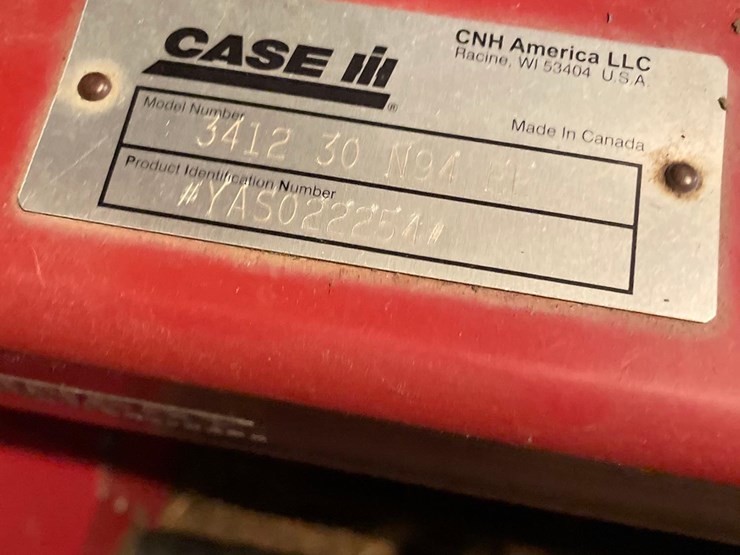 CASE IH
®
CNH America LLC
Racine, WI 53404 U.S.A.
Made In Canada
Model Number
3412 30 N94
Product Identification Number
#YAS022254#